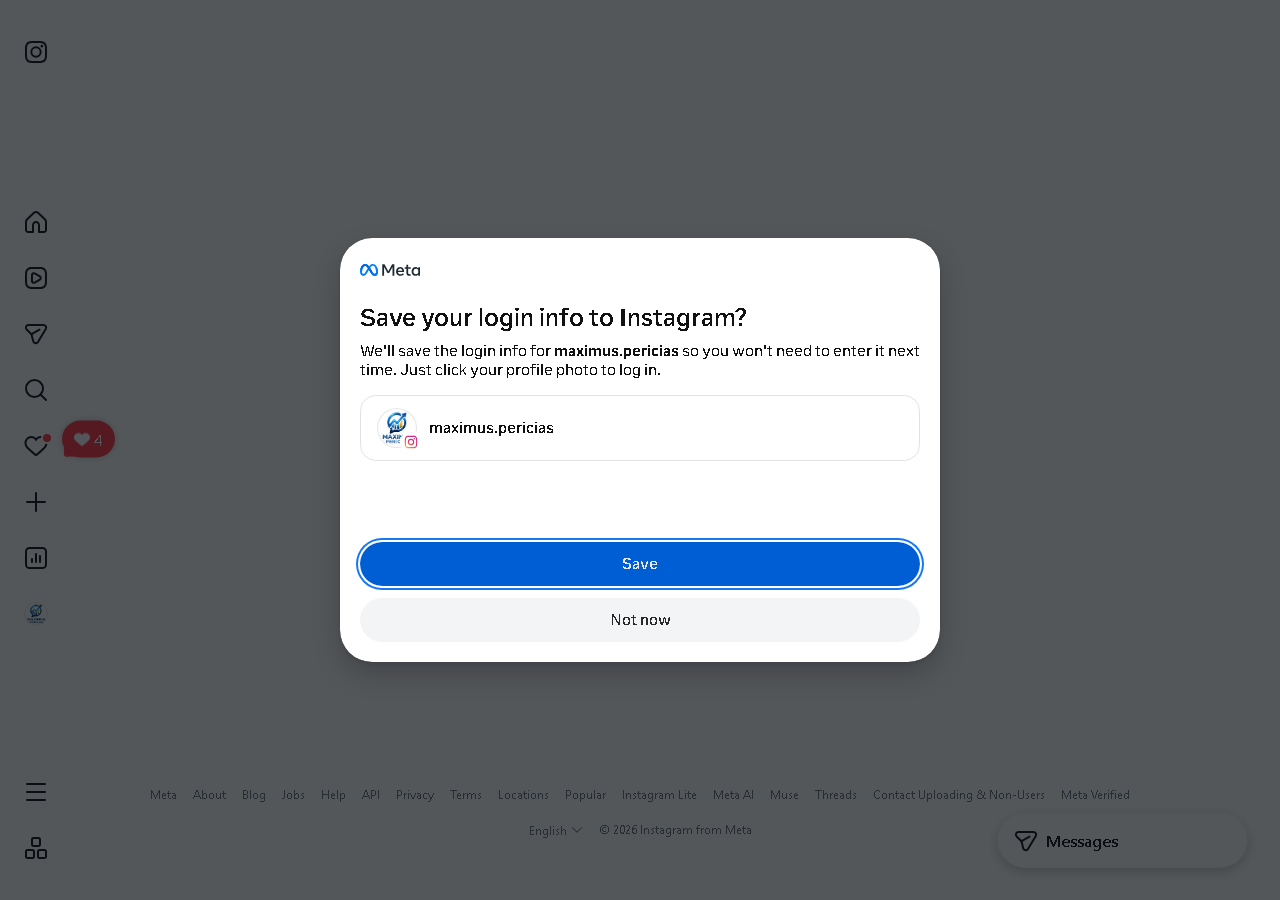 Meta
Save your login info to Instagram?
We'll save the login info for maximus.pericias so you won't need to enter it next
time. Just click your profile photo to log in.
maximus.pericias
4
Save
Not now
Meta About Blog Jobs Help API Privacy Terms Locations Popular Instagram Lite Meta AI Muse Threads Contact Uploading & Non-Users Meta Verified
English © 2026 Instagram from Meta
Messages